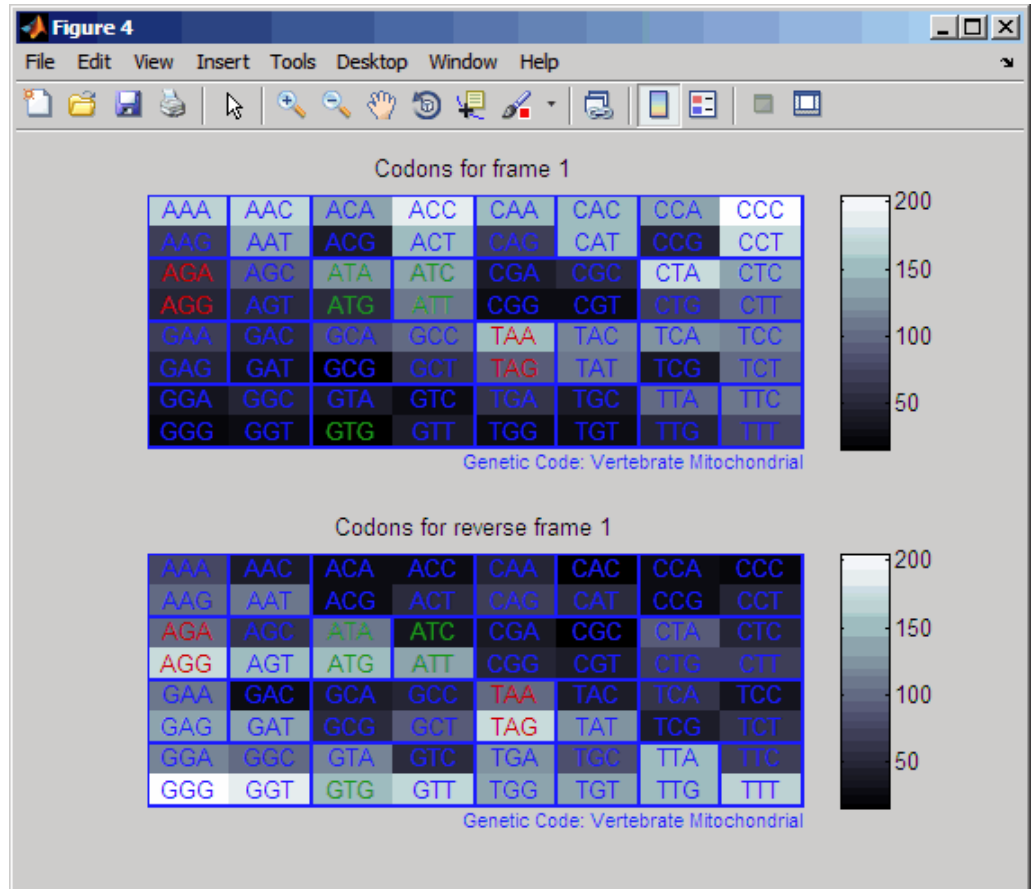 Figure 4
File Edit View Insert Tools Desktop Window Help
Codons for frame 1
AAA AAC ACA ACC CAA CAC CCA CCC
AAG AAT ACG ACT CAG CAT CCG CCT
AGA AGC ATA ATC CGA CGC CTA CTC
AGG AGT ATG ATT CGG CGT CTG CTT
GAA GAC GCA GCC TAA TAC TCA TCC
GAG GAT GCG GCT TAG TAT TCG TCT
GGA GGC GTA GTC TGA TGC TTA TTC
GGG GGT GTG GTT TGG TGT TTG TTT
Genetic Code: Vertebrate Mitochondrial
200
150
100
50
Codons for reverse frame 1
AAA AAC ACA ACC CAA CAC CCA CCC
AAG AAT ACG ACT CAG CAT CCG CCT
AGA AGC ATA ATC CGA CGC CTA CTC
AGG AGT ATG ATT CGG CGT CTG CTT
GAA GAC GCA GCC TAA TAC TCA TCC
GAG GAT GCG GCT TAG TAT TCG TCT
GGA GGC GTA GTC TGA TGC TTA TTC
GGG GGT GTG GTT TGG TGT TTG TTT
Genetic Code: Vertebrate Mitochondrial
200
150
100
50